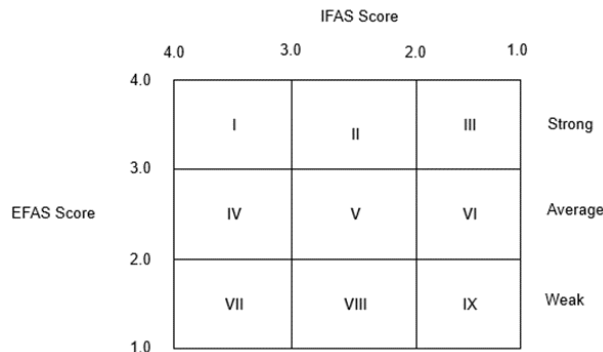 IFAS Score
4.0 3.0 2.0 1.0
4.0
I II III Strong
3.0
EFAS Score IV V VI Average
2.0
VII VIII IX Weak
1.0